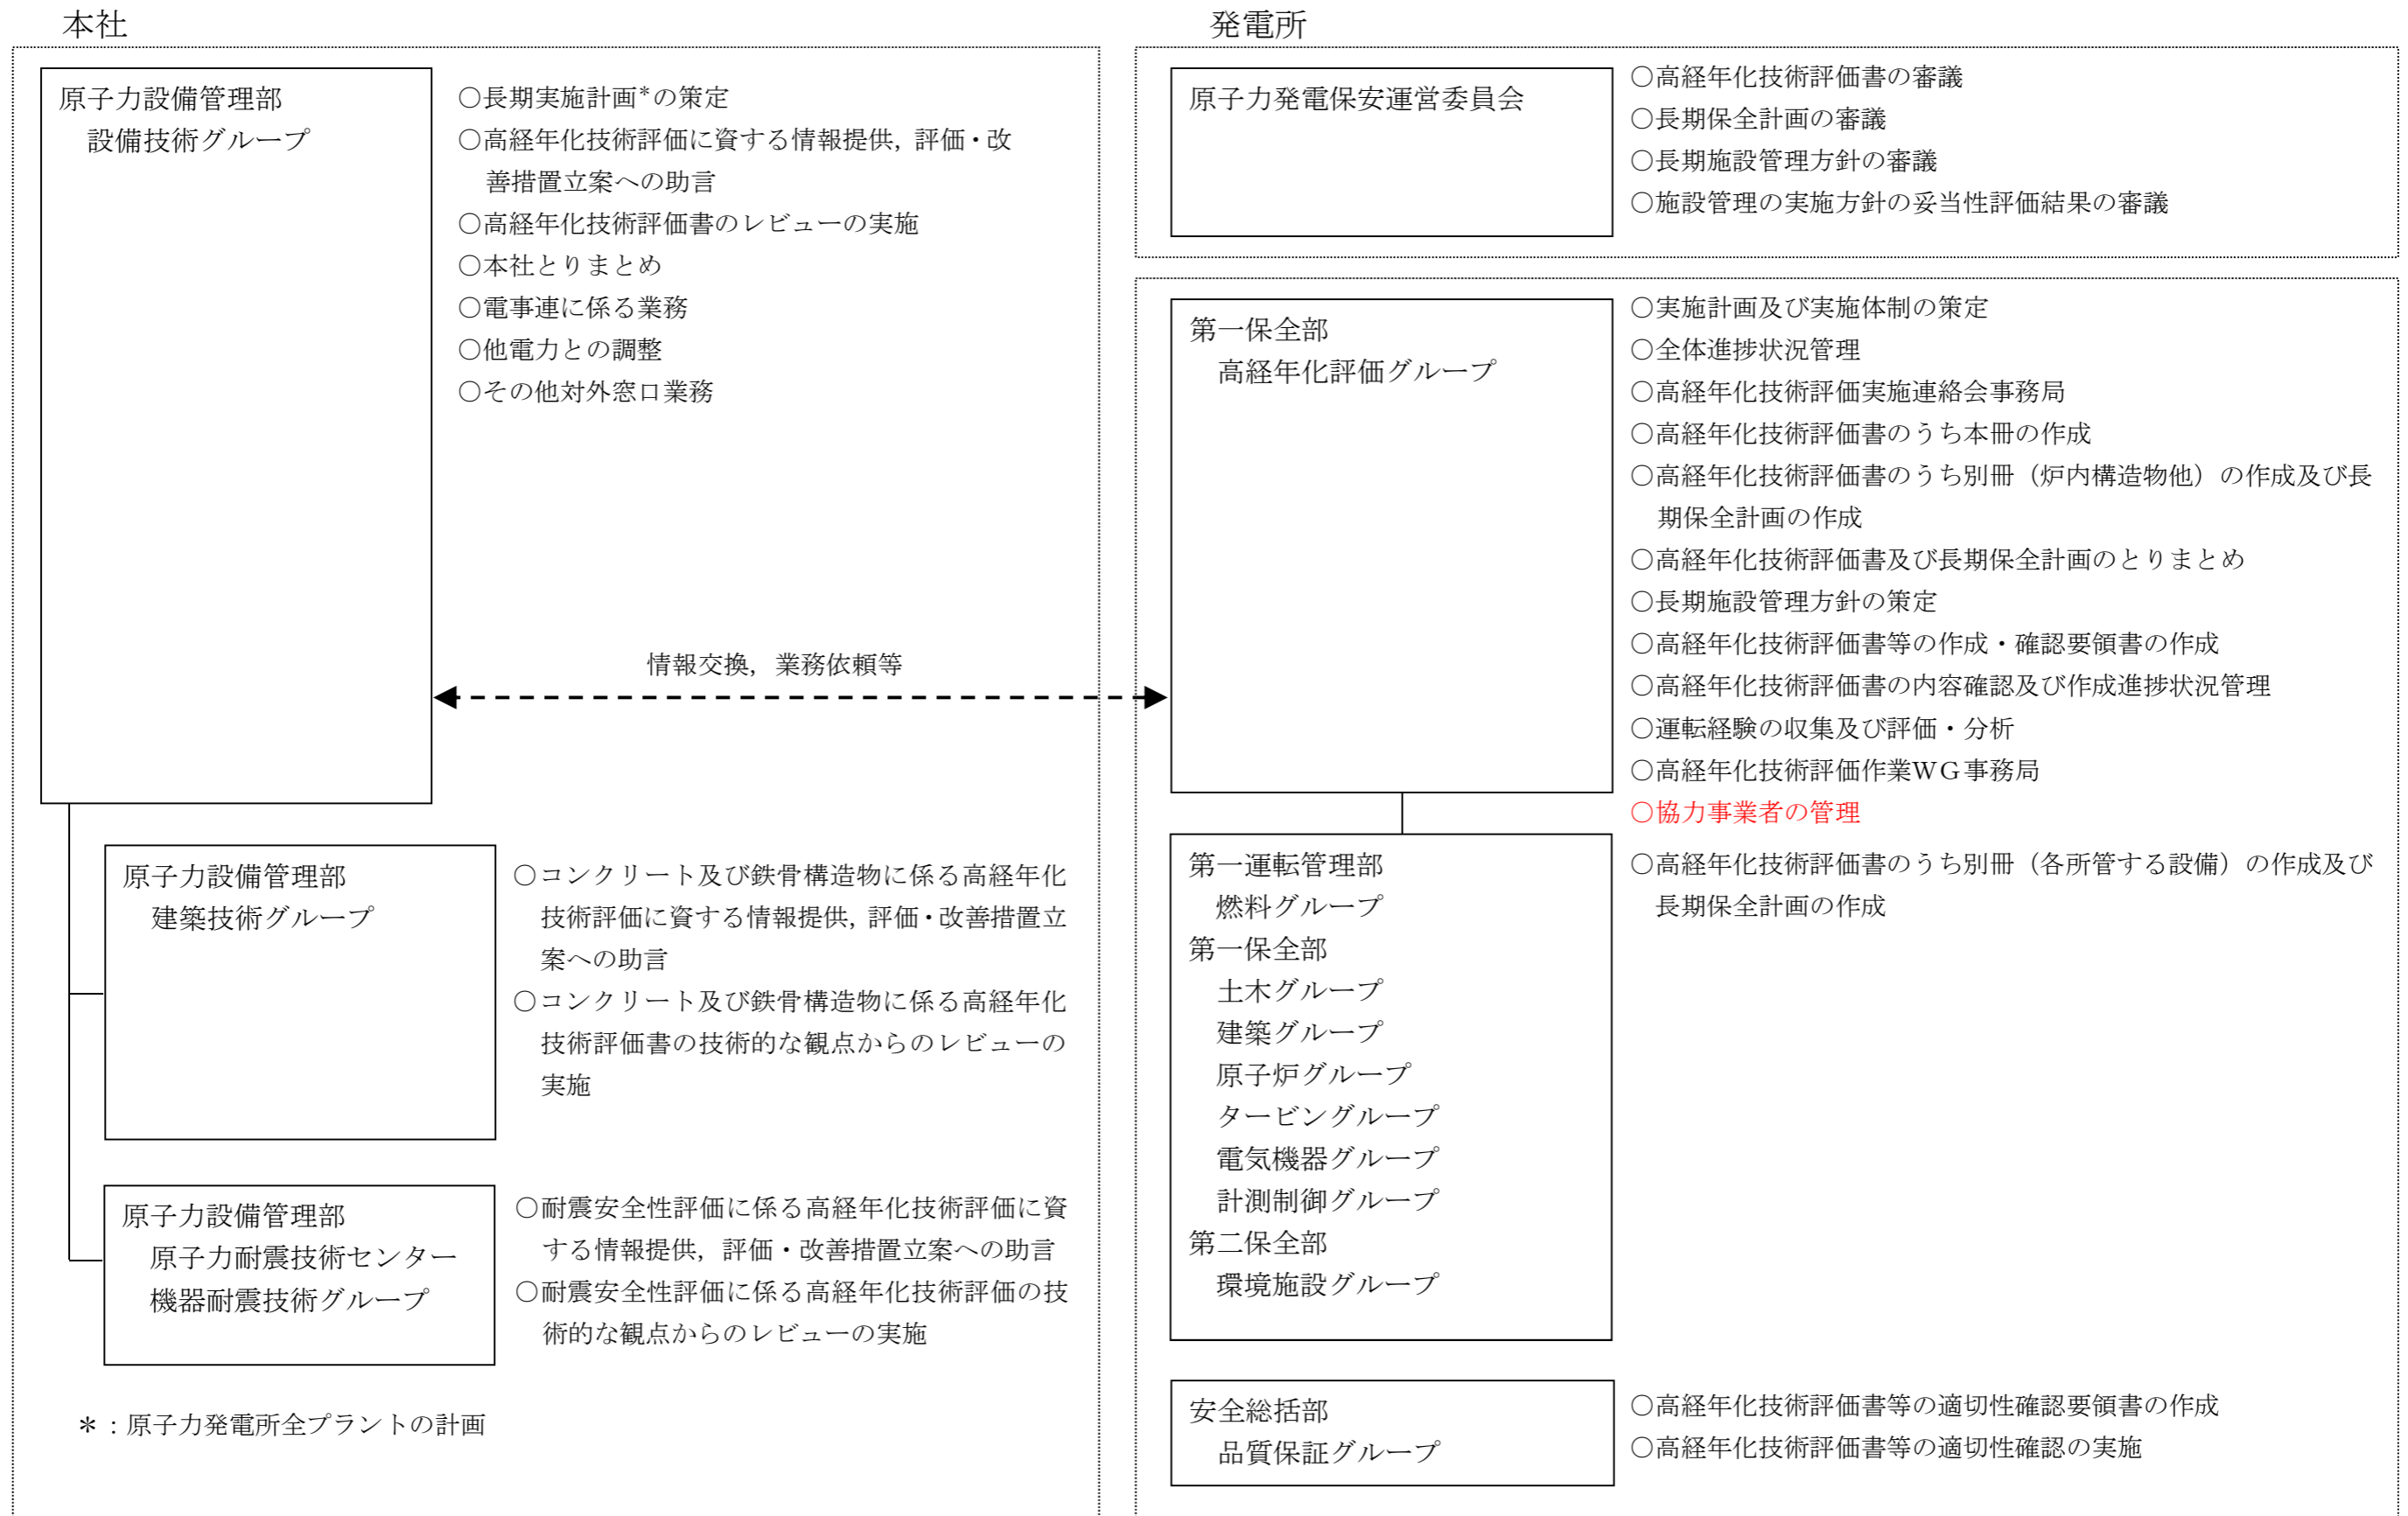 本社
原子力設備管理部
設備技術グループ
○長期実施計画*の策定
○高経年化技術評価に資する情報提供，評価・改
善措置立案への助言
○高経年化技術評価書のレビューの実施
○本社とりまとめ
○電事連に係る業務
○他電力との調整
○その他対外窓口業務
情報交換，業務依頼等
原子力設備管理部
建築技術グループ
○コンクリート及び鉄骨構造物に係る高経年化
技術評価に資する情報提供，評価・改善措置立
案への助言
○コンクリート及び鉄骨構造物に係る高経年化
技術評価書の技術的な観点からのレビューの
実施
原子力設備管理部
原子力耐震技術センター
機器耐震技術グループ
○耐震安全性評価に係る高経年化技術評価に資
する情報提供，評価・改善措置立案への助言
○耐震安全性評価に係る高経年化技術評価の技
術的な観点からのレビューの実施
＊：原子力発電所全プラントの計画
発電所
原子力発電保安運営委員会
○高経年化技術評価書の審議
○長期保全計画の審議
○長期施設管理方針の審議
○施設管理の実施方針の妥当性評価結果の審議
第一保全部
高経年化評価グループ
○実施計画及び実施体制の策定
○全体進捗状況管理
○高経年化技術評価実施連絡会事務局
○高経年化技術評価書のうち本冊の作成
○高経年化技術評価書のうち別冊（炉内構造物他）の作成及び長
期保全計画の作成
○高経年化技術評価書及び長期保全計画のとりまとめ
○長期施設管理方針の策定
○高経年化技術評価書等の作成・確認要領書の作成
○高経年化技術評価書の内容確認及び作成進捗状況管理
○運転経験の収集及び評価・分析
○高経年化技術評価作業ＷＧ事務局
○協力事業者の管理
第一運転管理部
燃料グループ
第一保全部
土木グループ
建築グループ
原子炉グループ
タービングループ
電気機器グループ
計測制御グループ
第二保全部
環境施設グループ
○高経年化技術評価書のうち別冊（各所管する設備）の作成及び
長期保全計画の作成
安全総括部
品質保証グループ
○高経年化技術評価書等の適切性確認要領書の作成
○高経年化技術評価書等の適切性確認の実施